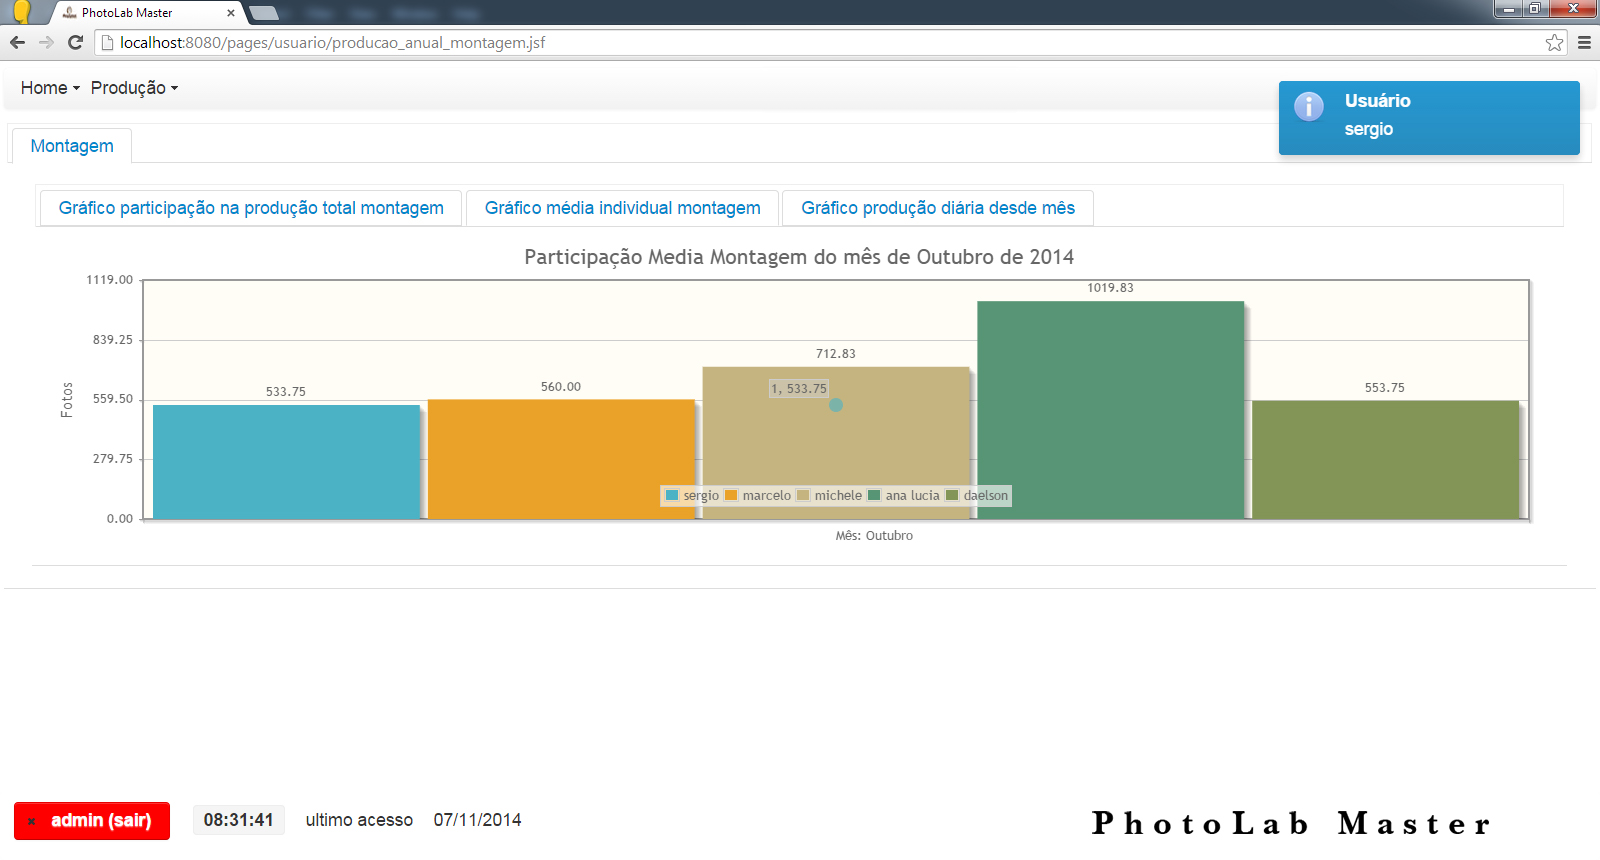 PhotoLab Master
localhost:8080/pages/usuario/producao_anual_montagem.jsf
Home Produção
Usuário
sergio
Montagem
Gráfico participação na produção total montagem Gráfico média individual montagem Gráfico produção diária desde mês
Participação Media Montagem do mês de Outubro de 2014
1119.00
839.25
559.50
279.75
0.00
Fotos
533.75
560.00
712.83
1019.83
553.75
1, 533.75
sergio marcelo michele ana lucia daelson
Mês: Outubro
admin (sair) 08:31:41 ultimo acesso 07/11/2014
PhotoLab Master